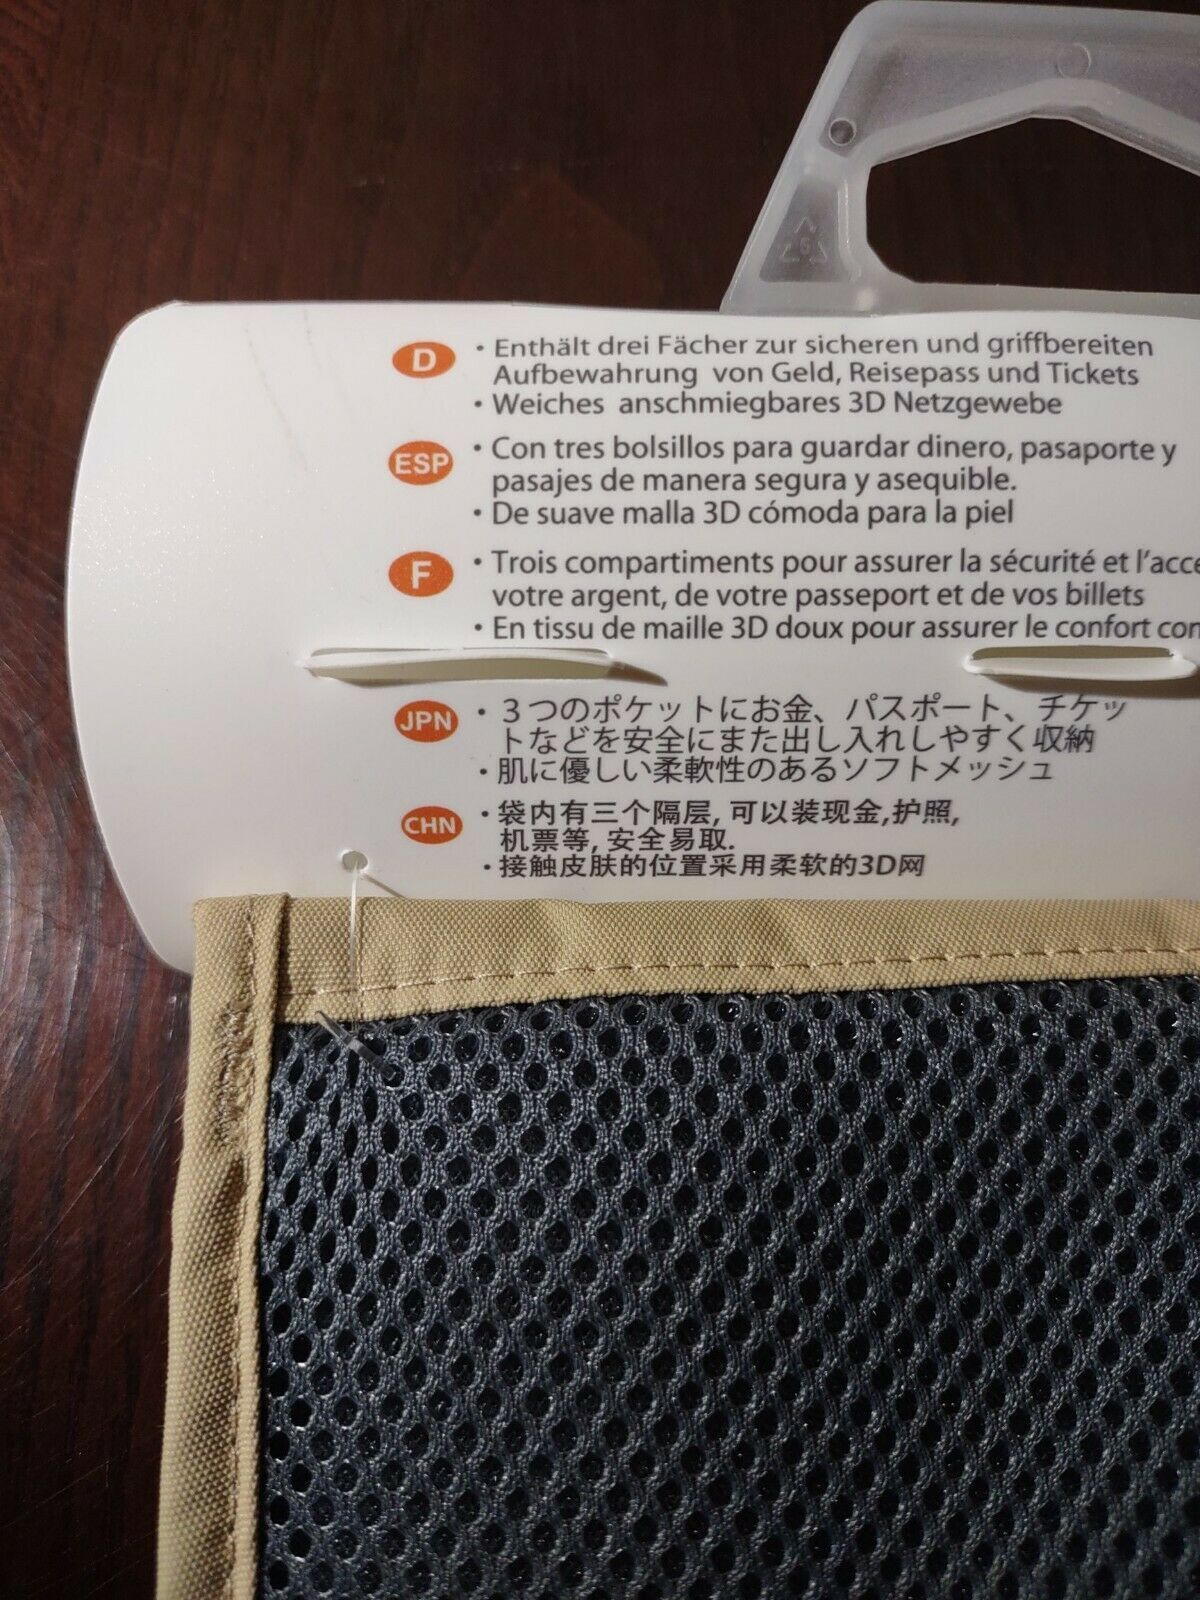 5
D
• Enthält drei Fächer zur sicheren und griffbereiten
Aufbewahrung von Geld, Reisepass und Tickets
• Weiches anschmiegbares 3D Netzgewebe
ESP
• Con tres bolsillos para guardar dinero, pasaporte y
pasajes de manera segura y asequible.
• De suave malla 3D cómoda para la piel
F
• Trois compartiments pour assurer la sécurité et l'acce
votre argent, de votre passeport et de vos billets
• En tissu de maille 3D doux pour assurer le confort con
JPN
・３つのポケットにお金、パスポート、チケッ
トなどを安全にまた出し入れしやすく収納
・肌に優しい柔軟性のあるソフトメッシュ
CHN
• 袋内有三个隔层, 可以装现金,护照,
机票等, 安全易取.
• 接触皮肤的位置采用柔软的3D网